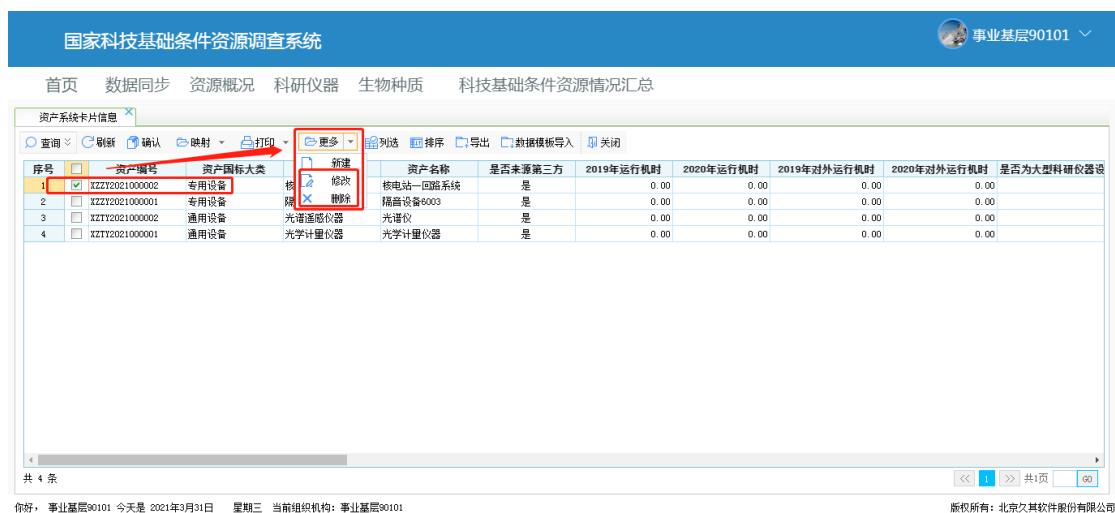 国家科技基础条件资源调查系统 事业基层90101
首页 数据同步 资源概况 科研仪器 生物种质 科技基础条件资源情况汇总
资产系统卡片信息
查询 刷新 确认 映射 打印 更多 列选 排序 导出 数据模板导入 关闭
新建
修改
删除
序号 资产编号 资产国标大类 资产名称 是否来源第三方 2019年运行机时 2020年运行机时 2019年对外运行机时 2020年对外运行机时 是否为大型科研仪器设
1 XZZY2021000002 专用设备 核 核电站一回路系统 是 0.00 0.00 0.00 0.00
2 XZZY2021000001 专用设备 隔 隔音设备6003 是 0.00 0.00 0.00 0.00
3 XZTY2021000002 通用设备 光谱遥感仪器 光谱仪 是 0.00 0.00 0.00 0.00
4 XZTY2021000001 通用设备 光学计量仪器 光学计量仪器 是 0.00 0.00 0.00 0.00
共 4 条 << 1 >> 共1页 GO
你好， 事业基层90101 今天是 2021年3月31日 星期三 当前组织机构: 事业基层90101 版权所有: 北京久其软件股份有限公司